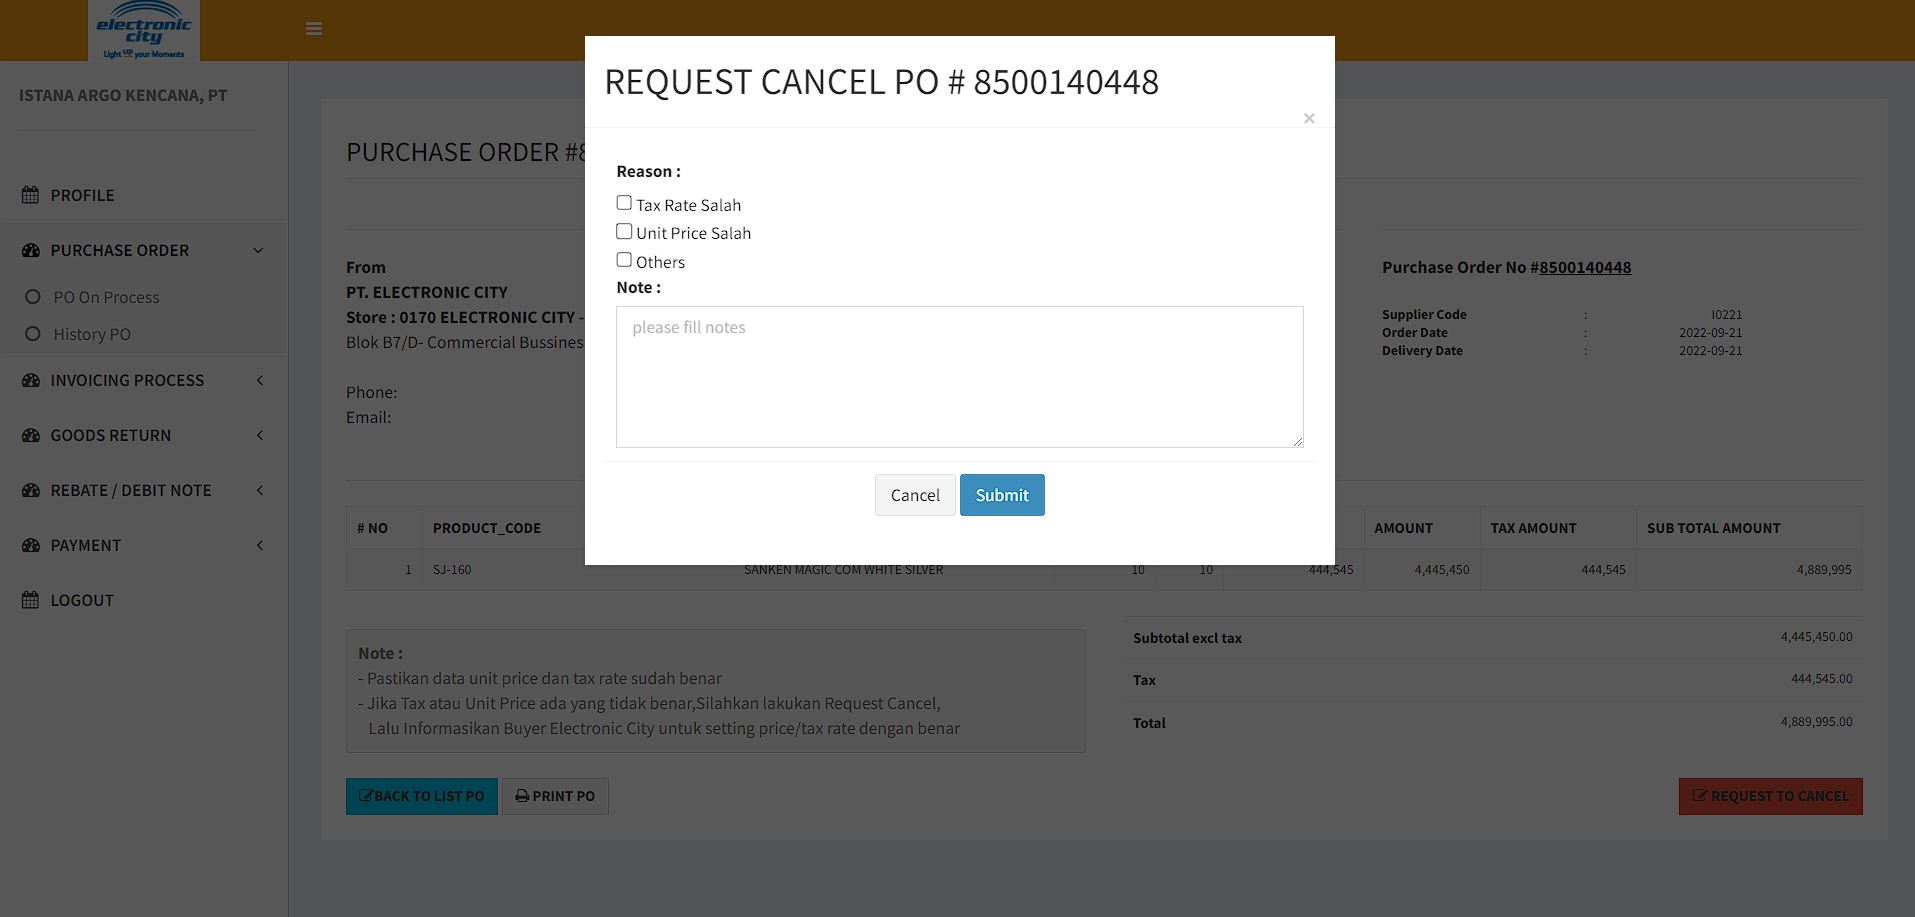 electronic
city
Light UP your Moments
ISTANA ARGO KENCANA, PT
PROFILE
PURCHASE ORDER
PO On Process
History PO
INVOICING PROCESS
GOODS RETURN
REBATE / DEBIT NOTE
PAYMENT
LOGOUT
REQUEST CANCEL PO # 8500140448
×
Reason :
Tax Rate Salah
Unit Price Salah
Others
Note :
please fill notes
Cancel Submit
PURCHASE ORDER #8
From
PT. ELECTRONIC CITY
Store : 0170 ELECTRONIC CITY -
Blok B7/D- Commercial Bussines
Phone:
Email:
Purchase Order No #8500140448
Supplier Code : I0221
Order Date : 2022-09-21
Delivery Date : 2022-09-21
# NO PRODUCT_CODE AMOUNT TAX AMOUNT SUB TOTAL AMOUNT
1 SJ-160 SANKEN MAGIC COM WHITE SILVER 10 10 444,545 4,445,450 444,545 4,889,995
Note :
- Pastikan data unit price dan tax rate sudah benar
- Jika Tax atau Unit Price ada yang tidak benar,Silahkan lakukan Request Cancel,
Lalu Informasikan Buyer Electronic City untuk setting price/tax rate dengan benar
Subtotal excl tax 4,445,450.00
Tax 444,545.00
Total 4,889,995.00
BACK TO LIST PO PRINT PO REQUEST TO CANCEL